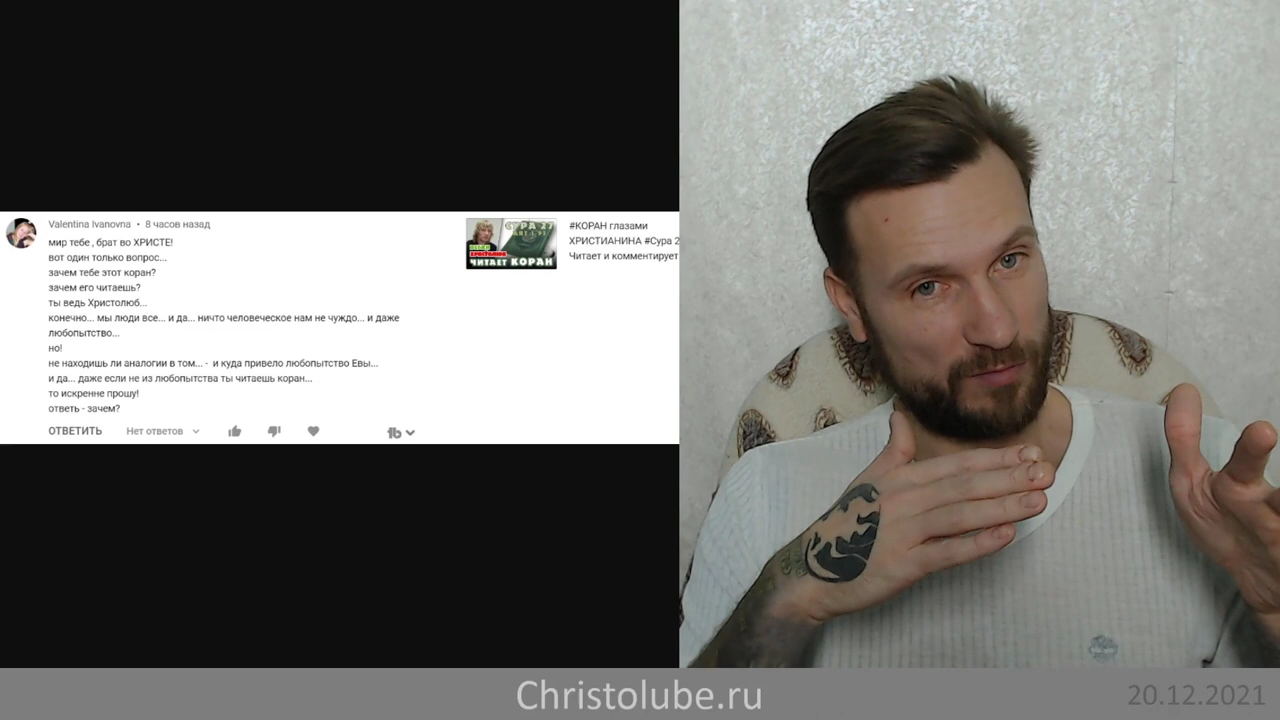 Valentina Ivanovna • 8 часов назад
мир тебе , брат во ХРИСТЕ!
вот один только вопрос...
зачем тебе этот коран?
зачем его читаешь?
ты ведь Христолюб...
конечно... мы люди все... и да... ничто человеческое нам не чуждо... и даже
любопытство...
но!
не находишь ли аналогии в том... - и куда привело любопытство Евы...
и да... даже если не из любопытства ты читаешь коран...
то искренне прошу!
ответь - зачем?
ОТВЕТИТЬ Нет ответов
СУРА 27
ЧИТАЕТ КОРАН
#КОРАН глазами
ХРИСТИАНИНА #Сура 2
Читает и комментирует
Christolube.ru
20.12.2021